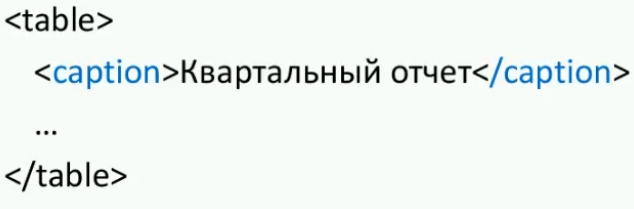 <table>
<caption>Квартальный отчет</caption>
...
</table>